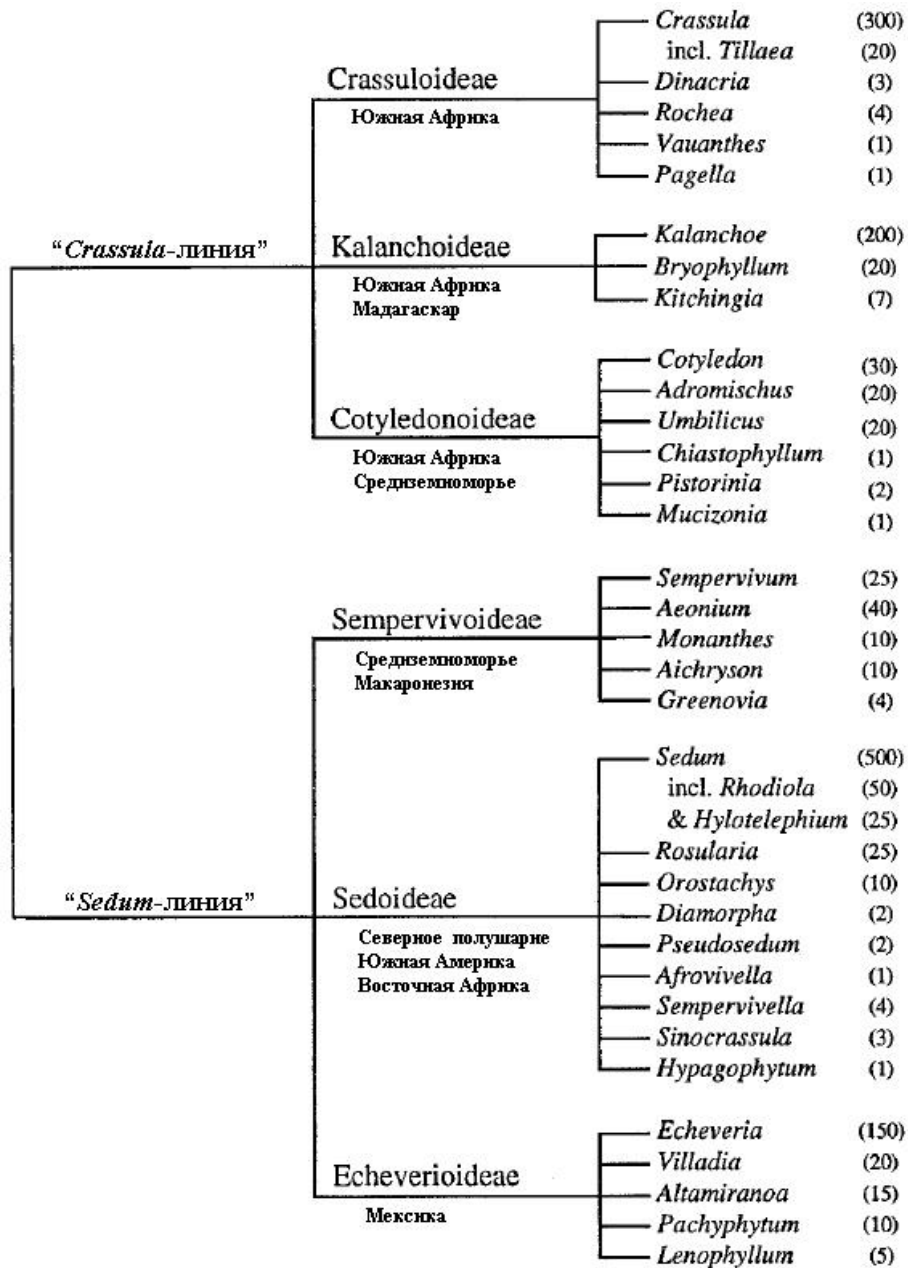 Crassula (300)
incl. Tillaea (20)
Crassuloideae
Dinacria (3)
Южная Африка
Rochea (4)
Vauanthes (1)
Pagella (1)
“Crassula-линия”
Kalanchoideae
Kalanchoe (200)
Южная Африка
Мадагаскар
Bryophyllum (20)
Kitchingia (7)
Cotyledon (30)
Adromischus (20)
Cotyledonoideae
Umbilicus (20)
Южная Африка
Средиземноморье
Chiastophyllum (1)
Pistorinia (2)
Mucizonia (1)
Sempervivum (25)
Sempervivoideae
Aeonium (40)
Средиземноморье
Макаронезия
Monanthes (10)
Aichryson (10)
Greenovia (4)
Sedum (500)
incl. Rhodiola (50)
& Hylotelephium (25)
Rosularia (25)
“Sedum-линия”
Sedoideae
Orostachys (10)
Diamorpha (2)
Северное полушарие
Южная Америка
Восточная Африка
Pseudosedum (2)
Afrovivella (1)
Sempervivella (4)
Sinocrassula (3)
Hypagophytum (1)
Echeveria (150)
Villadia (20)
Echeverioideae
Мексика
Altamiranoa (15)
Pachyphytum (10)
Lenophyllum (5)